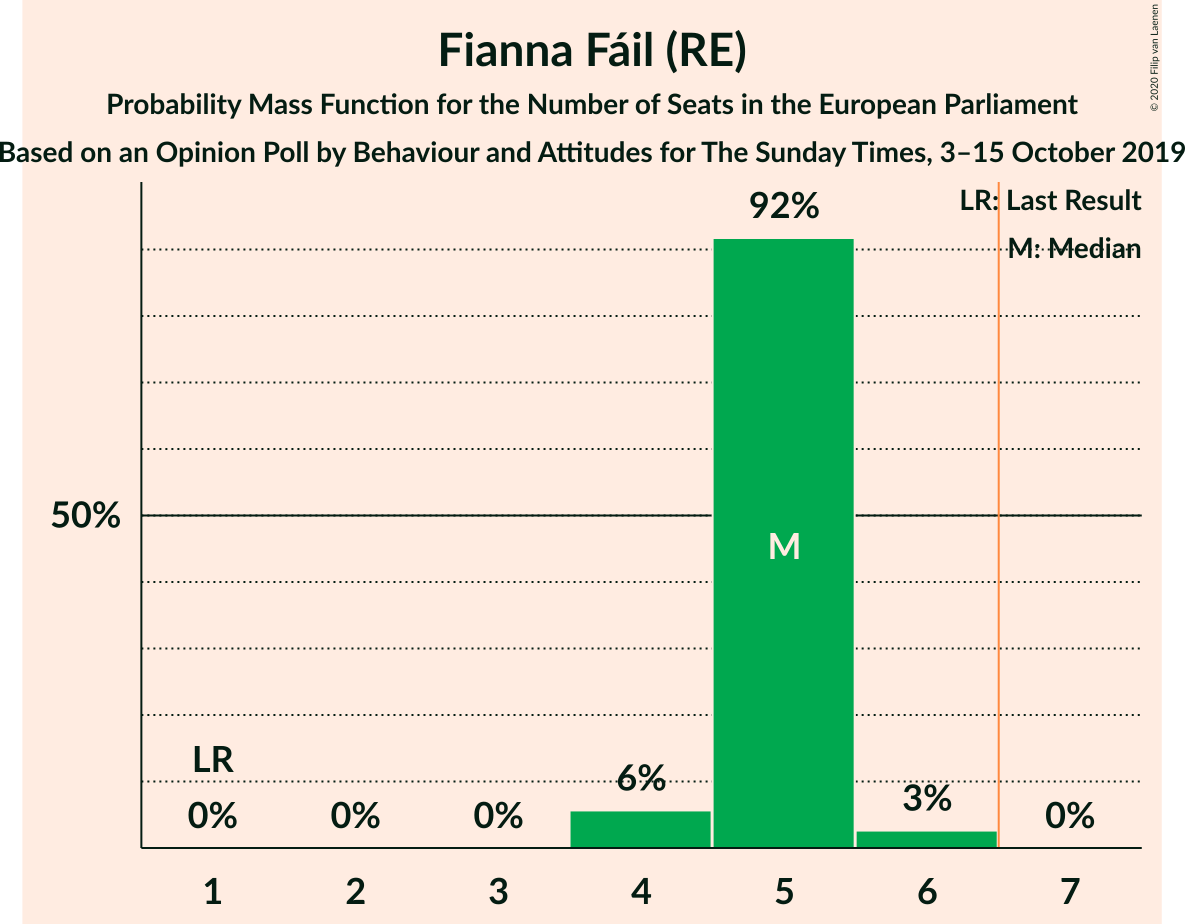 Fianna Fáil (RE)
Probability Mass Function for the Number of Seats in the European Parliament
Based on an Opinion Poll by Behaviour and Attitudes for The Sunday Times, 3–15 October 2019
© 2020 Filip van Laenen
LR: Last Result
M: Median
92%
50%
M
LR
0%
0%
0%
6%
3%
0%
1 2 3 4 5 6 7